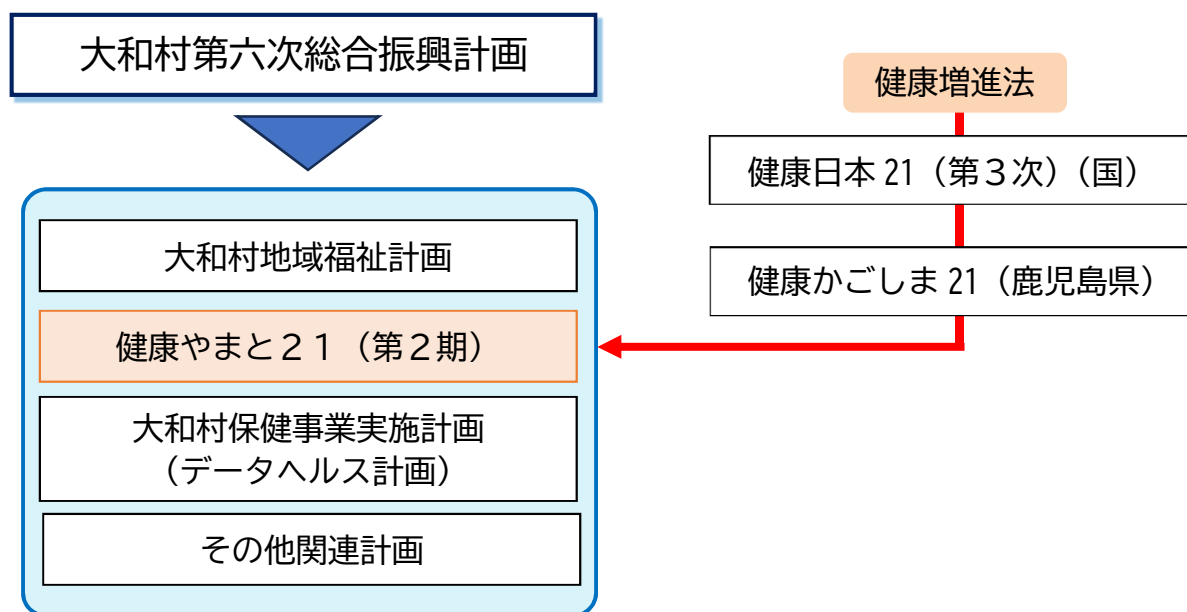 大和村第六次総合振興計画
大和村地域福祉計画
健康やまと２１（第２期）
大和村保健事業実施計画
（データヘルス計画）
その他関連計画
健康増進法
健康日本 21（第３次）（国）
健康かごしま 21（鹿児島県）